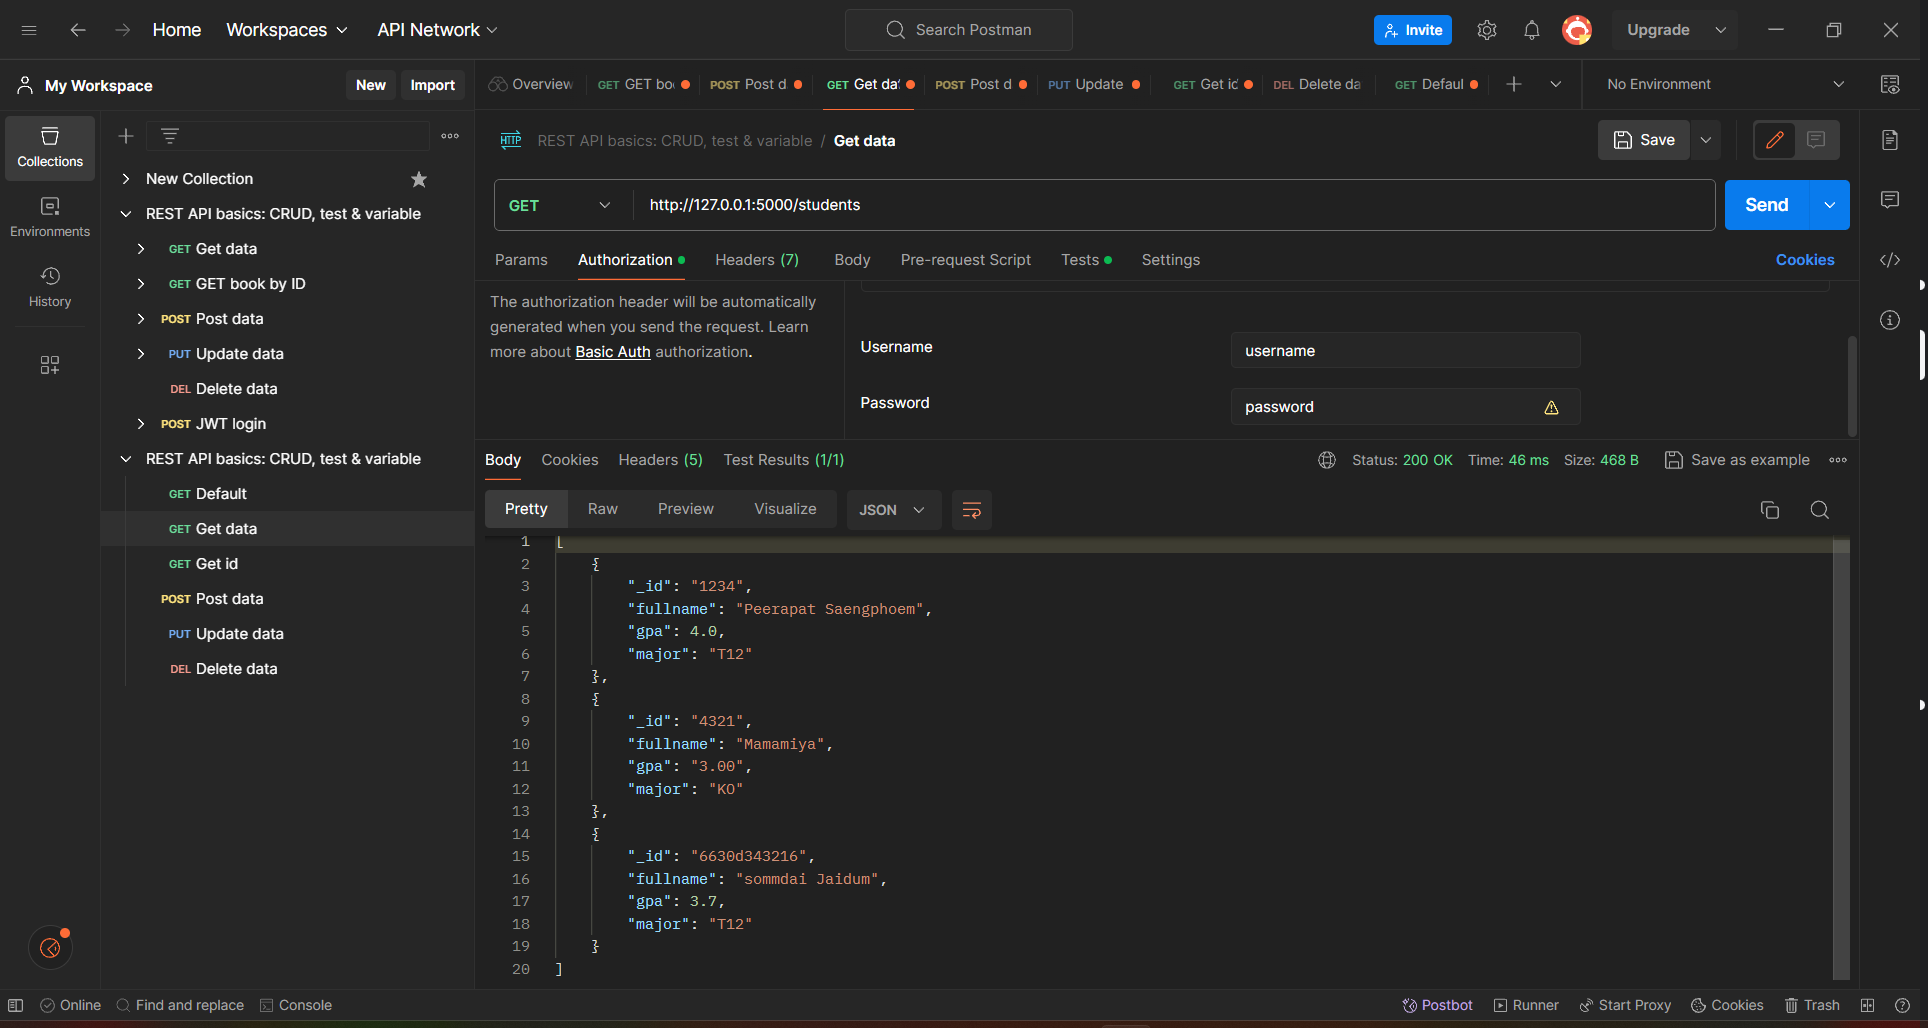 Home Workspaces API Network Search Postman Invite Upgrade
My Workspace New Import
Overview GET GET bo POST Post d GET Get da POST Post d PUT Update GET Get i DEL Delete da GET Defaul No Environment
Collections
Environments
History
New Collection
REST API basics: CRUD, test & variable
GET Get data
GET GET book by ID
POST Post data
PUT Update data
DEL Delete data
POST JWT login
REST API basics: CRUD, test & variable
GET Default
GET Get data
GET Get id
POST Post data
PUT Update data
DEL Delete data
HTTP REST API basics: CRUD, test & variable / Get data Save
GET http://127.0.0.1:5000/students Send
Params Authorization Headers (7) Body Pre-request Script Tests Settings Cookies
The authorization header will be automatically
generated when you send the request. Learn
more about Basic Auth authorization.
Username username
Password password
Body Cookies Headers (5) Test Results (1/1) Status: 200 OK Time: 46 ms Size: 468 B Save as example
Pretty Raw Preview Visualize JSON
1 [
2 {
3 "_id": "1234",
4 "fullname": "Peerapat Saengphoem",
5 "gpa": 4.0,
6 "major": "T12"
7 },
8 {
9 "_id": "4321",
10 "fullname": "Mamamiya",
11 "gpa": "3.00",
12 "major": "KO"
13 },
14 {
15 "_id": "6630d343216",
16 "fullname": "sommdai Jaidum",
17 "gpa": 3.7,
18 "major": "T12"
19 }
20 ]
Online Find and replace Console Postbot Runner Start Proxy Cookies Trash